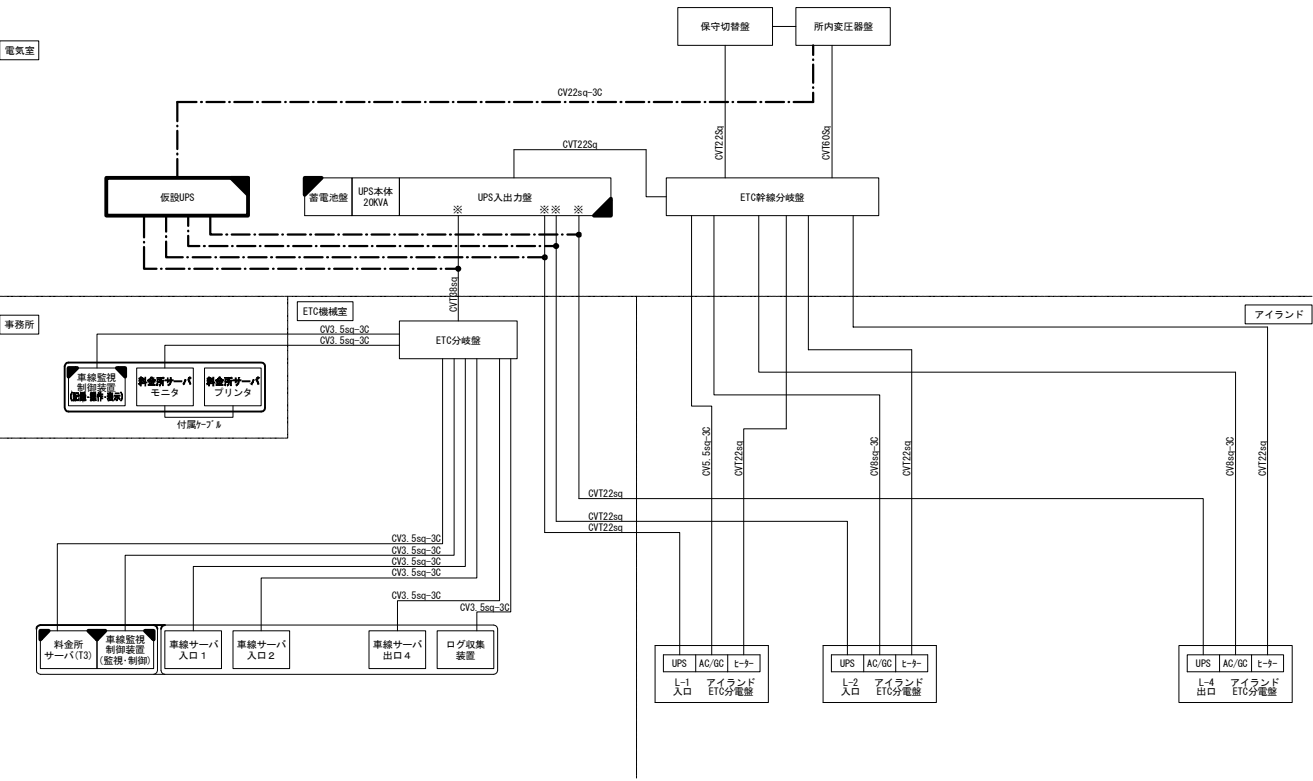 保守切替盤
所内変圧器盤
電気室
CV22sq-3C
CVT22Sq
CVT60Sq
CVT22Sq
仮設UPS
蓄電池盤
UPS本体
20KVA
UPS入出力盤
※
※※
※
ETC幹線分岐盤
CVT38sq
事務所
ETC機械室
アイランド
CV3.5sq-3C
CV3.5sq-3C
ETC分岐盤
車線監視
制御装置
(記録・操作・表示)
料金所サーバ
モニタ
料金所サーバ
プリンタ
付属ケーブル
CV5.5sq-3C
CVT22sq
CV8sq-3C
CVT22sq
CV8sq-3C
CVT22sq
CVT22sq
CVT22sq
CVT22sq
CV3.5sq-3C
CV3.5sq-3C
CV3.5sq-3C
CV3.5sq-3C
CV3.5sq-3C
CV3.5sq-3C
料金所
サーバ(T3)
車線監視
制御装置
(監視・制御)
車線サーバ
入口1
車線サーバ
入口2
車線サーバ
出口4
ログ収集
装置
UPS
AC/GC
ヒーター
L-1 アイランド
入口 ETC分電盤
UPS
AC/GC
ヒーター
L-2 アイランド
入口 ETC分電盤
UPS
AC/GC
ヒーター
L-4 アイランド
出口 ETC分電盤